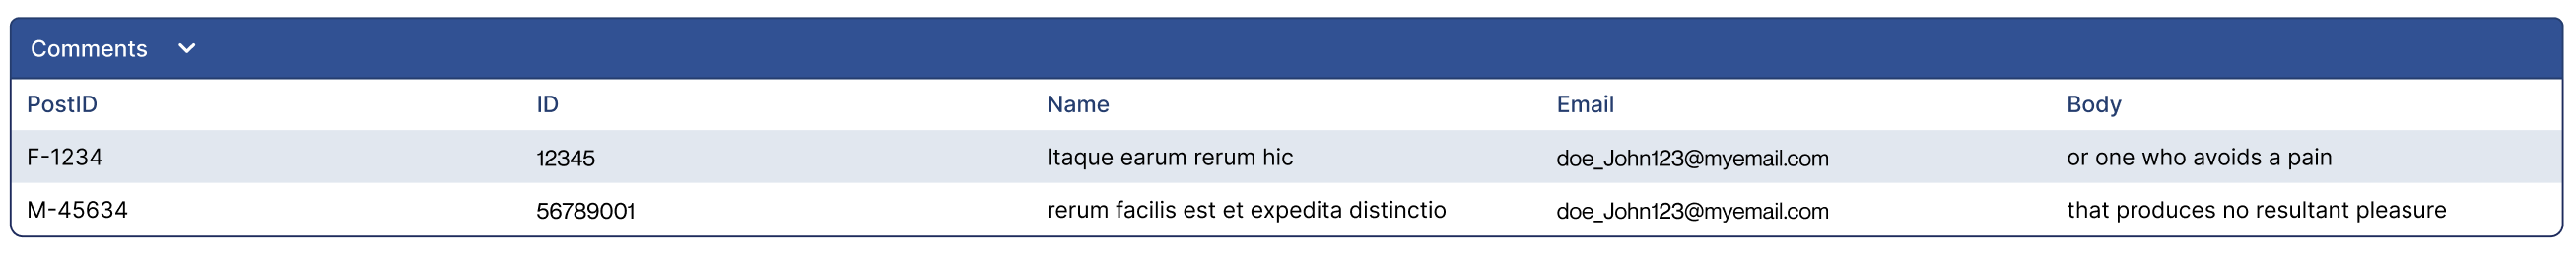 Comments
PostID ID Name Email Body
F-1234 12345 Itaque earum rerum hic doe_John123@myemail.com or one who avoids a pain
M-45634 56789001 rerum facilis est et expedita distinctio doe_John123@myemail.com that produces no resultant pleasure